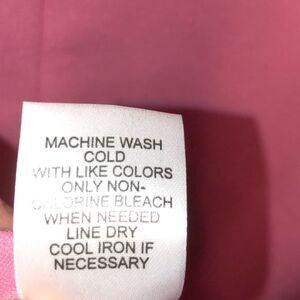 MACHINE WASH
COLD
WITH LIKE COLORS
ONLY NON-
CHLORINE BLEACH
WHEN NEEDED
LINE DRY
COOL IRON IF
NECESSARY